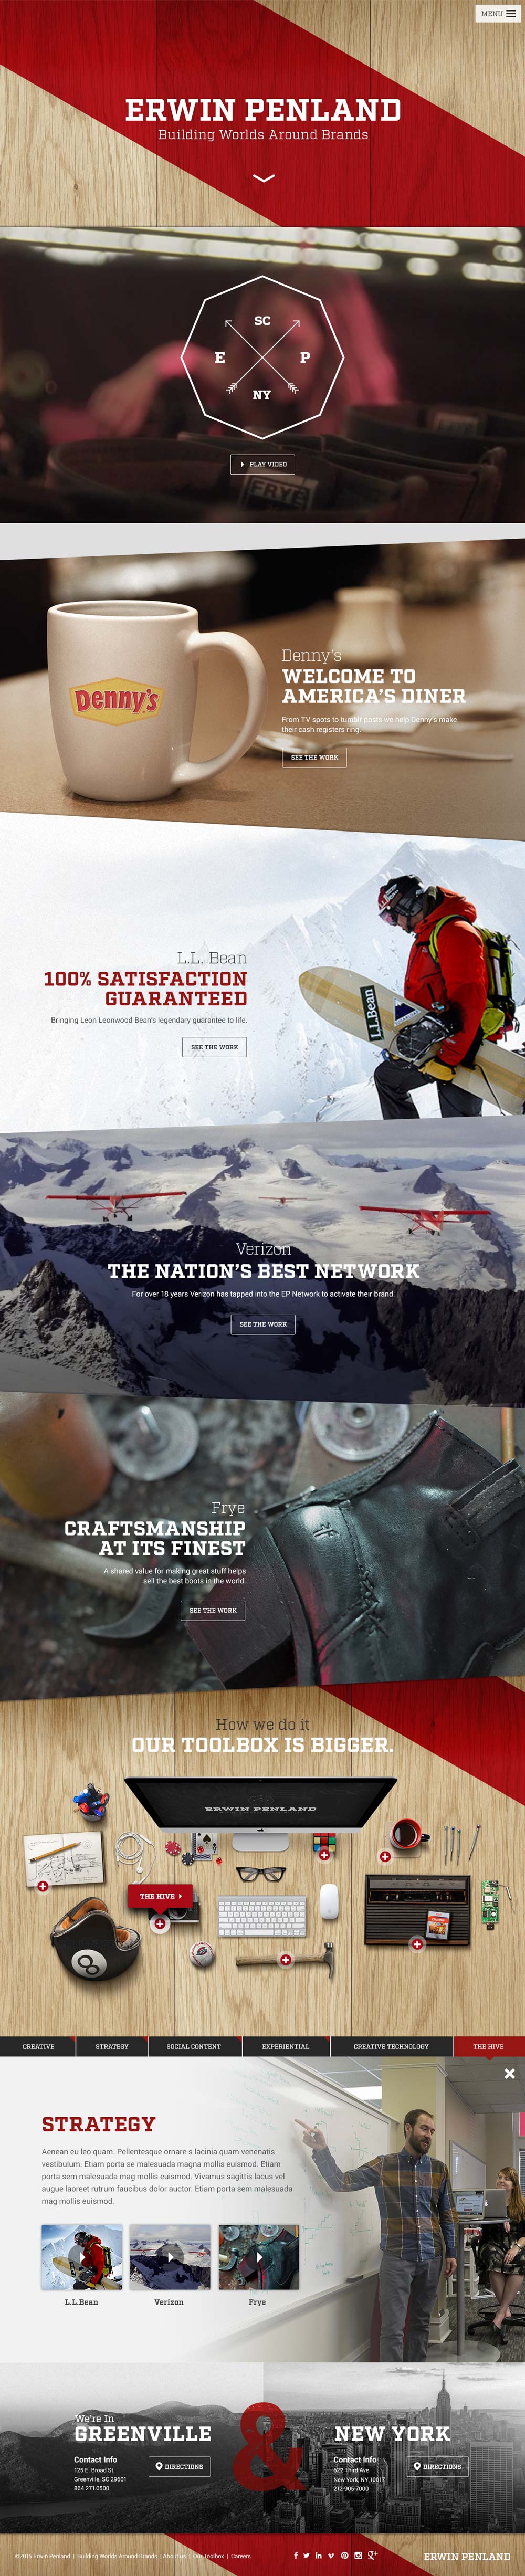 MENU
ERWIN PENLAND
Building Worlds Around Brands
SC
E P
NY
PLAY VIDEO
FRYE
Denny's
Denny's
WELCOME TO
AMERICA'S DINER
From TV spots to tumblr posts we help Denny's make
their cash registers ring.
SEE THE WORK
L.L. Bean
100% SATISFACTION
GUARANTEED
Bringing Leon Leonwood Bean's legendary guarantee to life.
SEE THE WORK
L.L.Bean
Verizon
THE NATION'S BEST NETWORK
For over 18 years Verizon has tapped into the EP Network to activate their brand.
SEE THE WORK
Frye
CRAFTSMANSHIP
AT ITS FINEST
A shared value for making great stuff helps
sell the best boots in the world.
SEE THE WORK
How we do it
OUR TOOLBOX IS BIGGER.
ERWIN PENLAND
THE HIVE
8
CREATIVE
STRATEGY
SOCIAL CONTENT
EXPERIENTIAL
CREATIVE TECHNOLOGY
THE HIVE
STRATEGY
Aenean eu leo quam. Pellentesque ornare s lacinia quam venenatis
vestibulum. Etiam porta se malesuada magna mollis euismod. Etiam
porta sem malesuada mag mollis euismod. Vivamus sagittis lacus vel
augue laoreet rutrum faucibus dolor auctor. Etiam porta sem malesuada
mag mollis euismod.
L.L.Bean
Verizon
Frye
We're In
GREENVILLE
Contact Info
125 E. Broad St.
Greenville, SC 29601
864.271.0500
DIRECTIONS
&
NEW YORK
Contact Info
622 Third Ave
New York, NY 10017
212-905-7000
DIRECTIONS
©2015 Erwin Penland | Building Worlds Around Brands | About us | Our Toolbox | Careers
ERWIN PENLAND